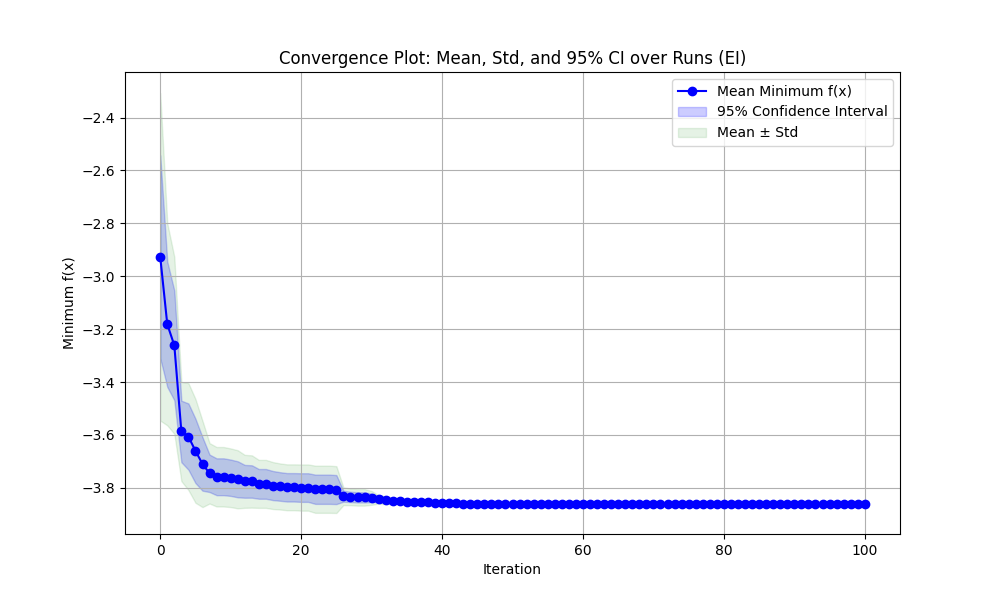 Convergence Plot: Mean, Std, and 95% CI over Runs (EI)
Mean Minimum f(x)
95% Confidence Interval
Mean ± Std
Minimum f(x)
−2.4
−2.6
−2.8
−3.0
−3.2
−3.4
−3.6
−3.8
0 20 40 60 80 100
Iteration